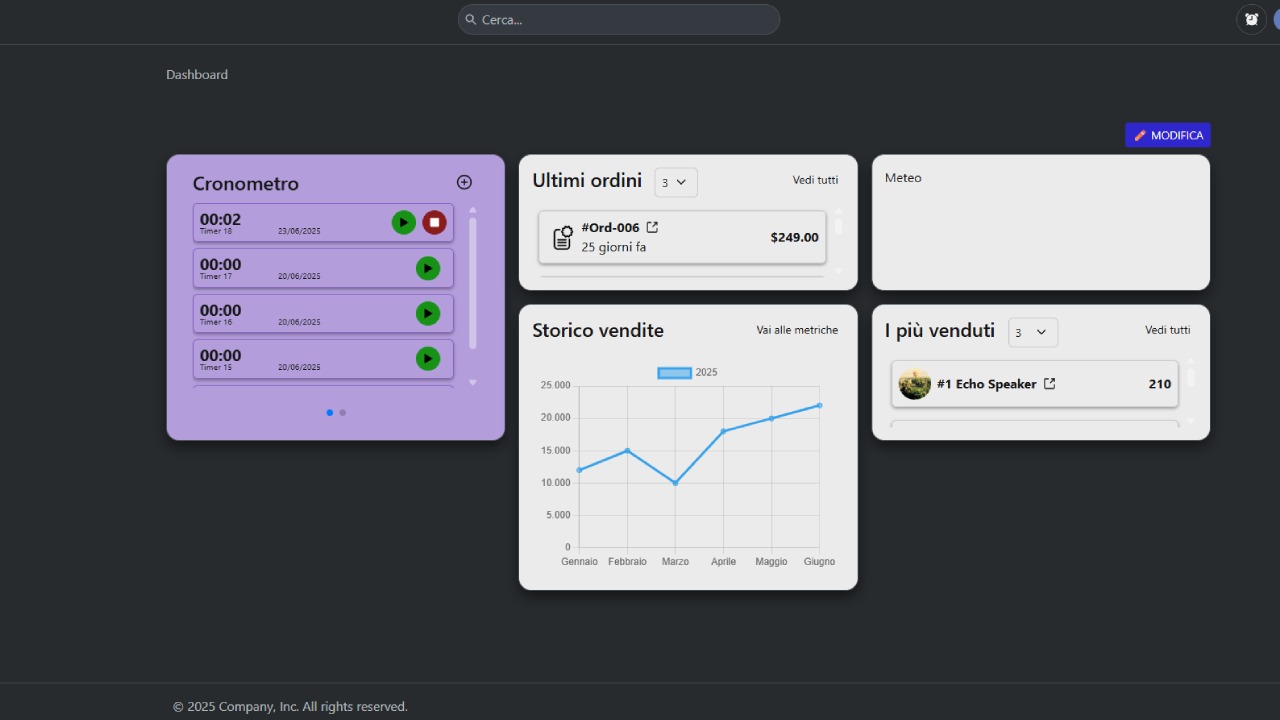 Cerca...
Dashboard
MODIFICA
Cronometro
00:02
Timer 18 23/06/2025
00:00
Timer 17 20/06/2025
00:00
Timer 16 20/06/2025
00:00
Timer 15 20/06/2025
Ultimi ordini 3 Vedi tutti
#Ord-006
25 giorni fa
$249.00
Meteo
Storico vendite Vai alle metriche
2025
25.000
20.000
15.000
10.000
5.000
0
Gennaio Febbraio Marzo Aprile Maggio Giugno
I più venduti 3 Vedi tutti
#1 Echo Speaker 210
© 2025 Company, Inc. All rights reserved.